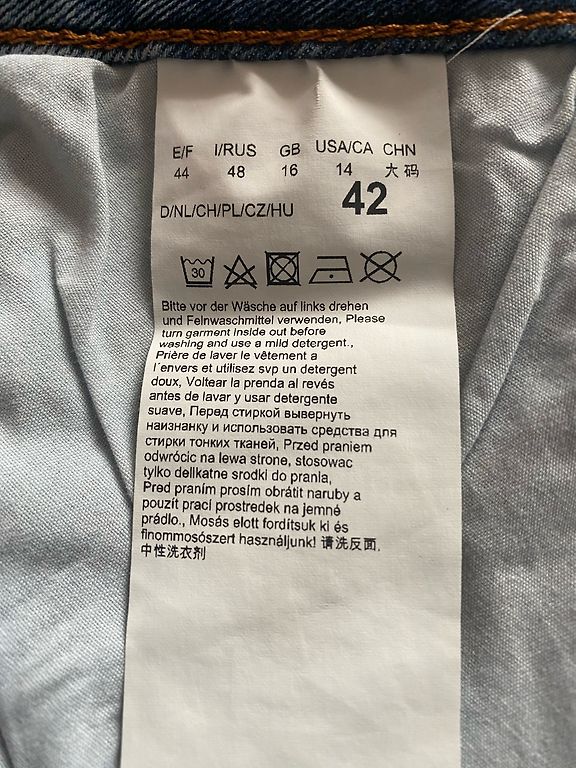 E/F I/RUS GB USA/CA CHN
44 48 16 14 大码
D/NL/CH/PL/CZ/HU 42
30
Bitte vor der Wäsche auf links drehen
und Feinwaschmittel verwenden, Please
turn garment inside out before
washing and use a mild detergent.,
Prière de laver le vêtement a
l´envers et utilisez svp un detergent
doux, Voltear la prenda al revés
antes de lavar y usar detergente
suave, Перед стиркой вывернуть
наизнанку и использовать средства для
стирки тонких тканей, Przed praniem
odwrócic na lewa strone, stosowac
tylko delikatne srodki do prania,
Pred praním prosím obrátit naruby a
pouzít prací prostredek na jemné
prádlo., Mosás elott fordítsuk ki és
finommosószert használjunk! 请洗反面,
中性洗衣剂